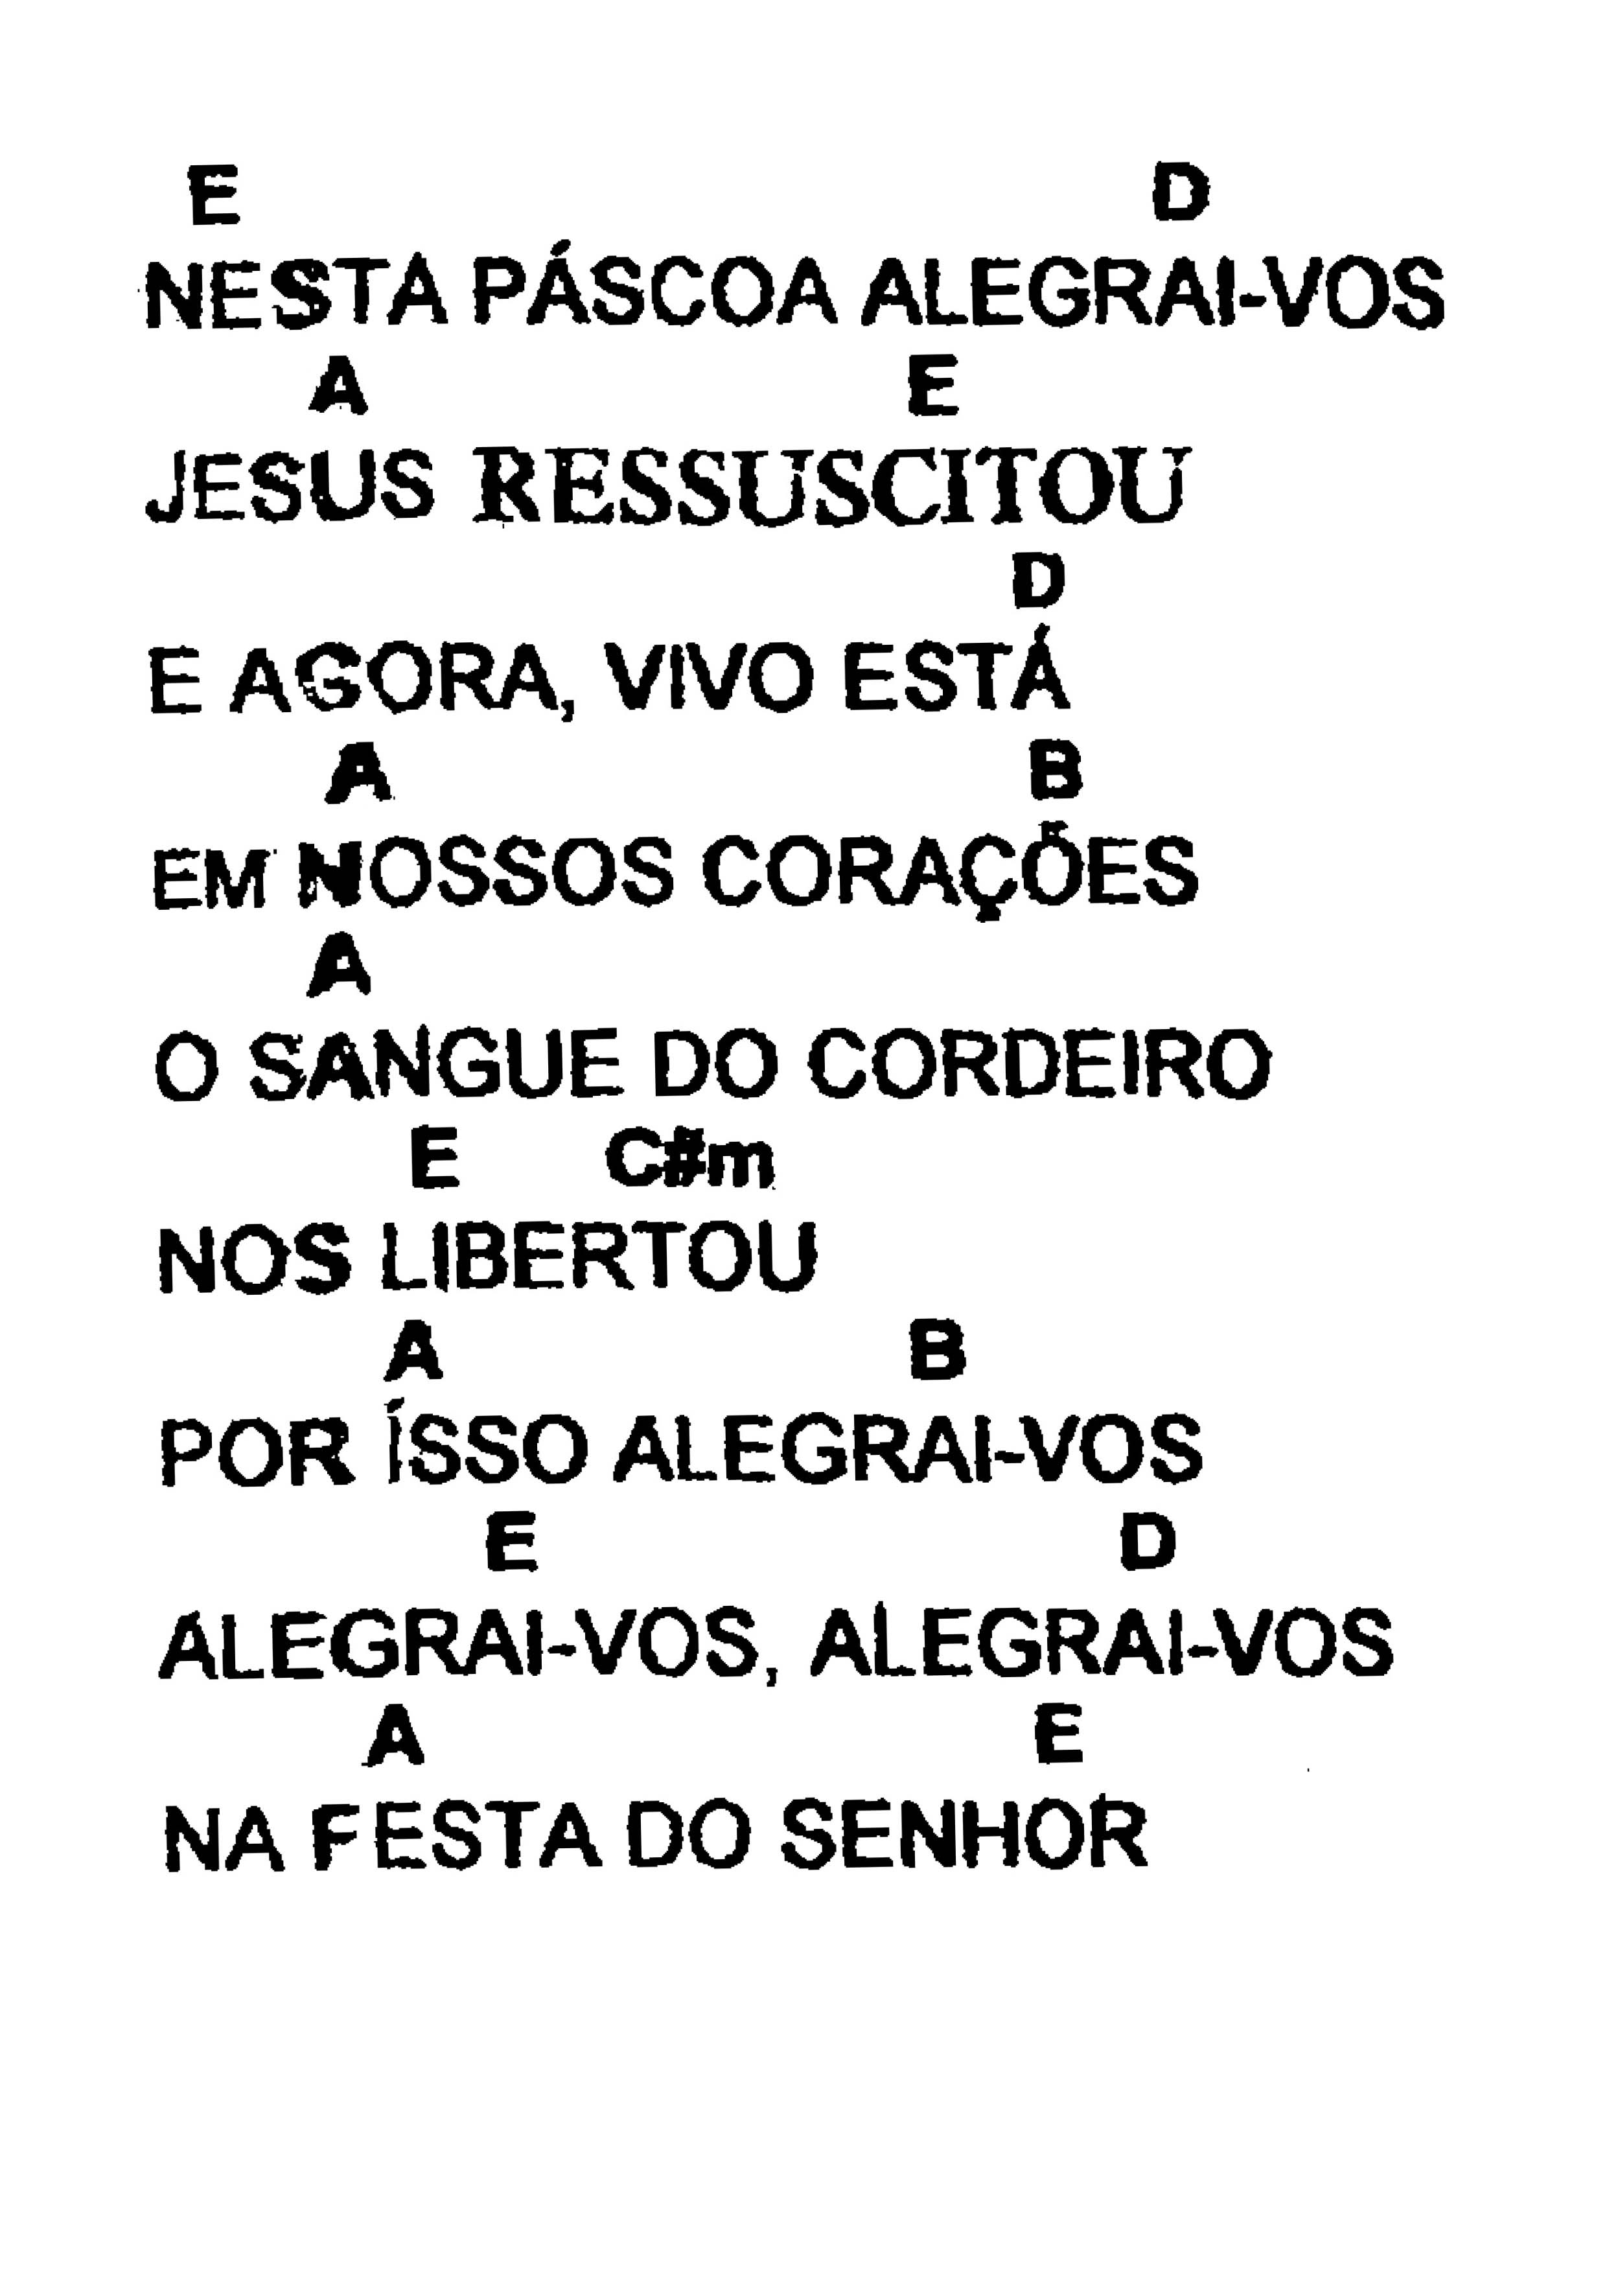 E D
NESTA PÁSCOA ALEGRAI-VOS
A E
JESUS RESSUSCITOU
D
E AGORA, VIVO ESTÁ
A B
EM NOSSOS CORAÇÕES
A
O SANGUE DO CORDEIRO
E C#m
NOS LIBERTOU
A B
POR ÍSSO ALEGRAI-VOS
E D
ALEGRAI-VOS, ALEGRAI-VOS
A E
NA FESTA DO SENHOR